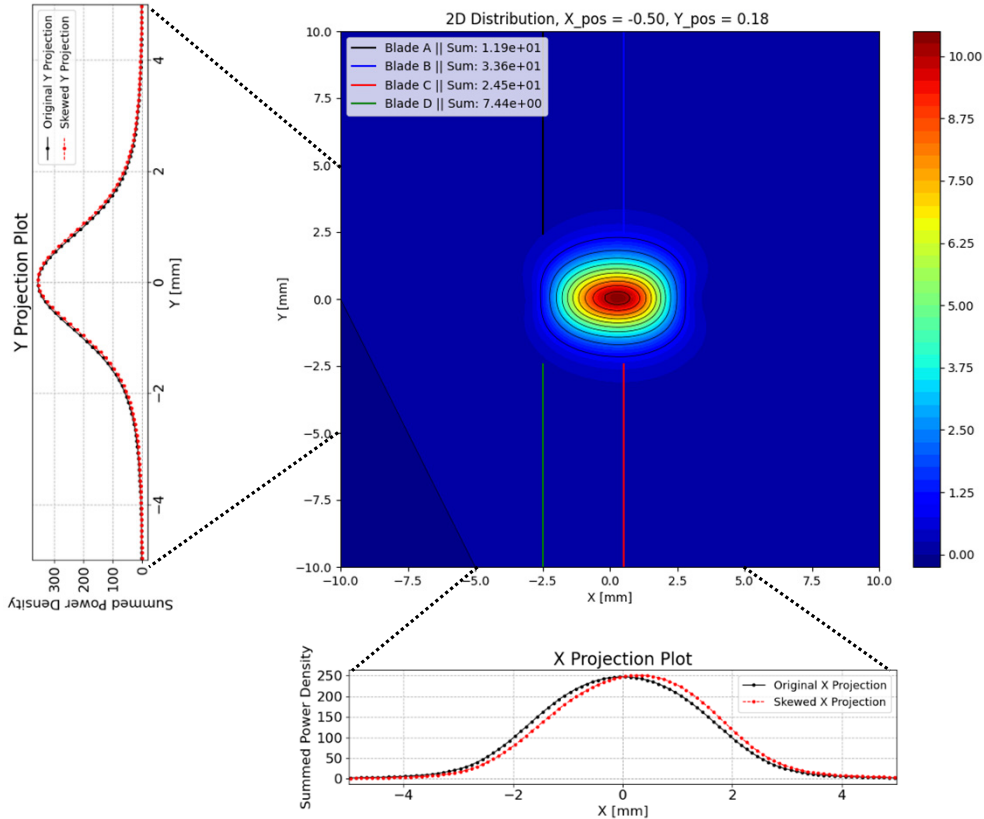 2D Distribution, X_pos = -0.50, Y_pos = 0.18
Blade A || Sum: 1.19e+01
Blade B || Sum: 3.36e+01
Blade C || Sum: 2.45e+01
Blade D || Sum: 7.44e+00
10.0
7.5
5.0
2.5
0.0
−2.5
−5.0
−7.5
−10.0
Y [mm]
−10.0 −7.5 −5.0 −2.5 0.0 2.5 5.0 7.5 10.0
X [mm]
10.00
8.75
7.50
6.25
5.00
3.75
2.50
1.25
0.00
Y Projection Plot
Original Y Projection
Skewed Y Projection
−4 −2 0 2 4
Y [mm]
300
200
100
0
Summed Power Density
X Projection Plot
Original X Projection
Skewed X Projection
250
200
150
100
50
0
Summed Power Density
−4 −2 0 2 4
X [mm]